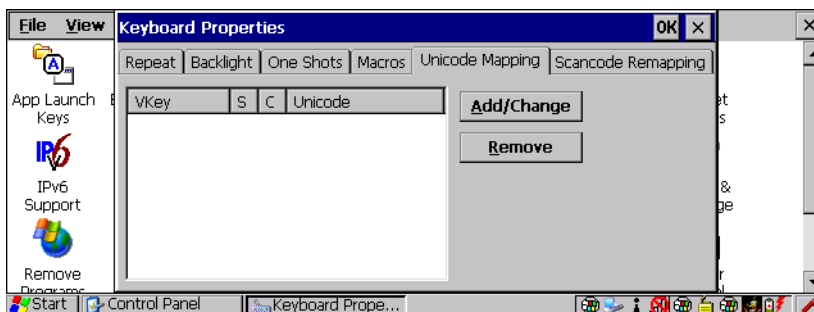 File View
Keyboard Properties
OK
Repeat Backlight One Shots Macros Unicode Mapping Scancode Remapping
App Launch
Keys
VKey S C Unicode
Add/Change
Remove
IPv6
Support
&
Remove
Programs
Start Control Panel Keyboard Prope...